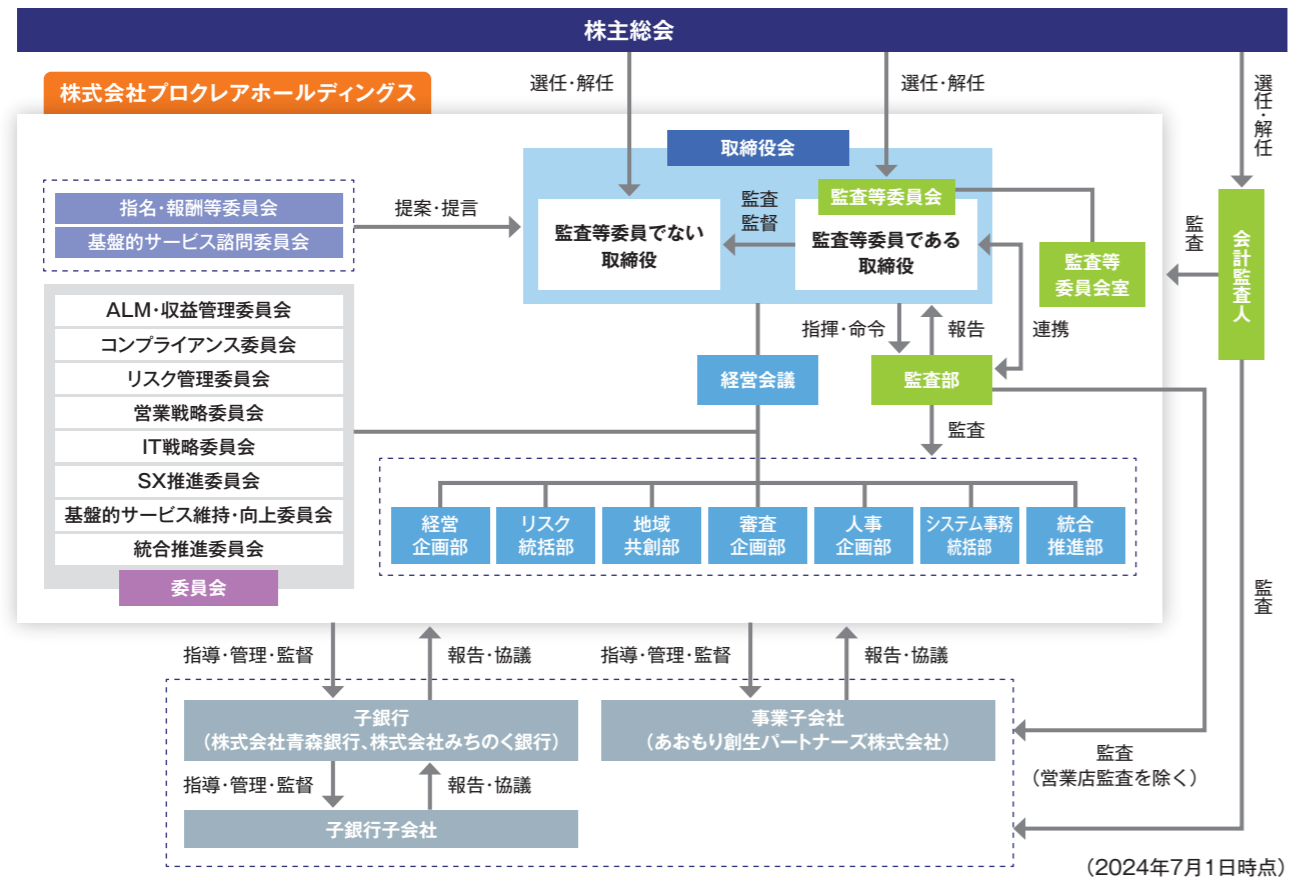 株主総会
株式会社プロクレアホールディングス
選任・解任
選任・解任
選任・解任
取締役会
指名・報酬等委員会
基盤的サービス諮問委員会
提案・提言
監査等委員でない
取締役
監査
監督
監査等委員会
監査等委員である
取締役
監査等
委員会室
監査
会計監査人
ALM・収益管理委員会
コンプライアンス委員会
リスク管理委員会
営業戦略委員会
IT戦略委員会
SX推進委員会
基盤的サービス維持・向上委員会
統合推進委員会
委員会
指揮・命令
報告
連携
経営会議
監査部
監査
経営
企画部
リスク
統括部
地域
共創部
審査
企画部
人事
企画部
システム事務
統括部
統合
推進部
監査
指導・管理・監督
報告・協議
指導・管理・監督
報告・協議
子銀行
（株式会社青森銀行、株式会社みちのく銀行）
事業子会社
（あおもり創生パートナーズ株式会社）
監査
（営業店監査を除く）
指導・管理・監督
報告・協議
子銀行子会社
（2024年7月1日時点）